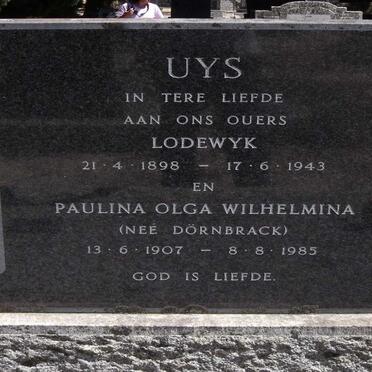 UYS
IN TERE LIEFDE
AAN ONS OUERS
LODEWYK
21·4·1898 – 17·6·1943
EN
PAULINA OLGA WILHELMINA
(NEÉ DÖRNBRACK)
13·6·1907 – 8·8·1985
GOD IS LIEFDE.